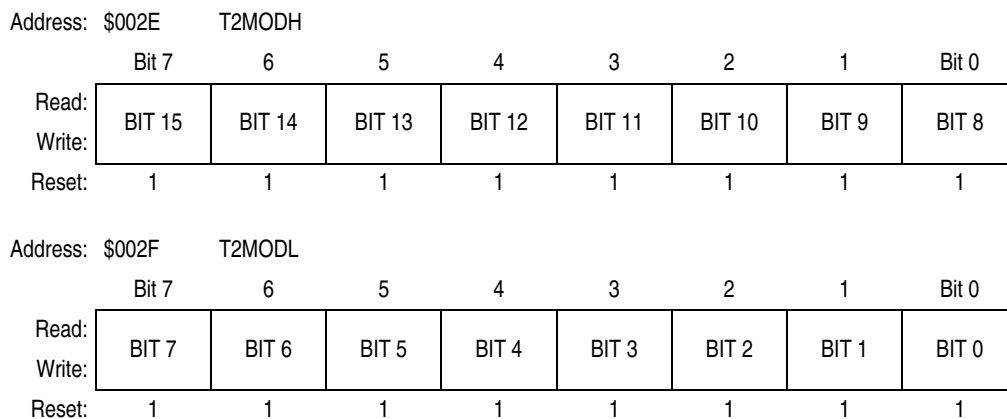 Address: $002E T2MODH
Bit 7 6 5 4 3 2 1 Bit 0
Read:
BIT 15 BIT 14 BIT 13 BIT 12 BIT 11 BIT 10 BIT 9 BIT 8
Write:
Reset: 1 1 1 1 1 1 1 1
Address: $002F T2MODL
Bit 7 6 5 4 3 2 1 Bit 0
Read:
BIT 7 BIT 6 BIT 5 BIT 4 BIT 3 BIT 2 BIT 1 BIT 0
Write:
Reset: 1 1 1 1 1 1 1 1